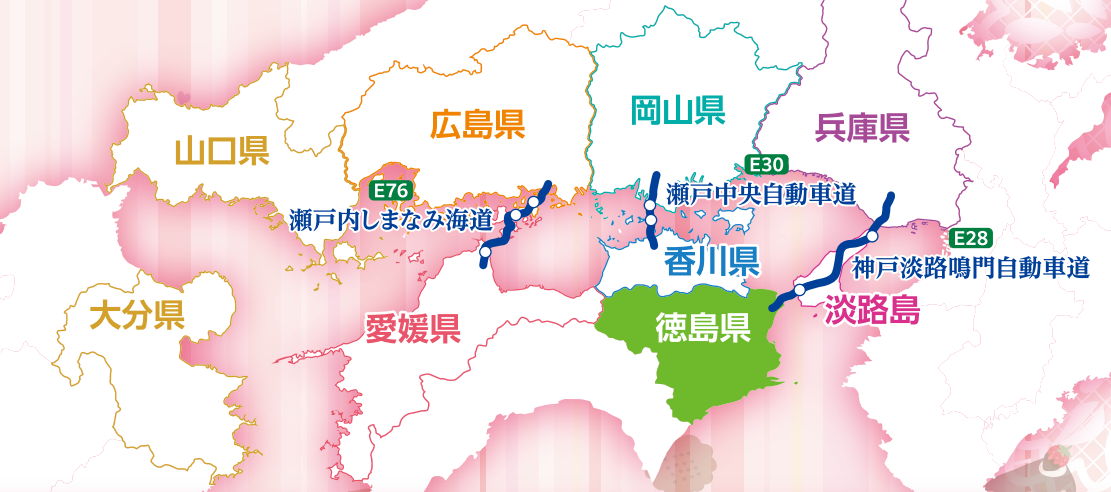 岡山県
広島県
兵庫県
山口県
E30
E76
瀬戸中央自動車道
瀬戸内しまなみ海道
E28
香川県
神戸淡路鳴門自動車道
大分県
淡路島
愛媛県
徳島県